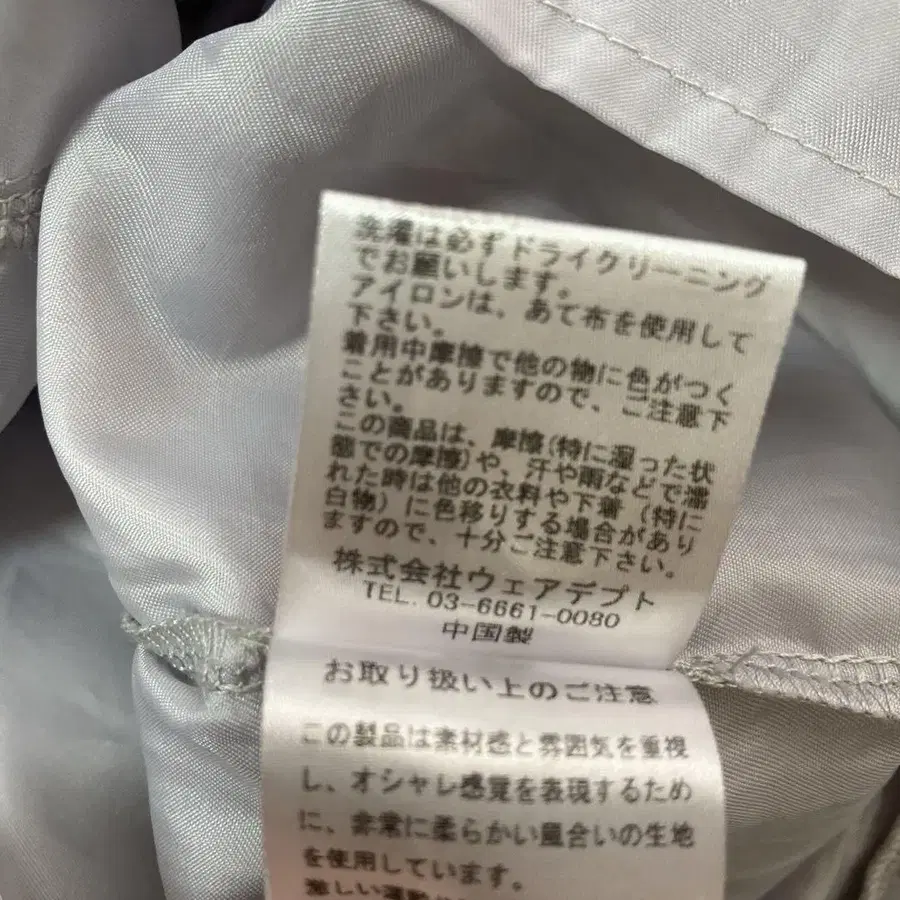 洗濯は必ずドライクリーニング
でお願いします。
アイロンは、あて布を使用して
下さい。
着用中摩擦で他の物に色がつく
ことがありますので、ご注意下
さい。
この商品は、摩擦(特に湿った状
態での摩擦)や、汗や雨などで濡
れた時は他の衣料や下着(特に
白物)に色移りする場合があり
ますので、十分ご注意下さい。
株式会社ウェアデプト
TEL. 03-6661-0080
中国製
お取り扱い上のご注意
この製品は素材感と雰囲気を重視
し、オシャレ感覚を表現するため
に、非常に柔らかい風合いの生地
を使用しています。
激しい運動